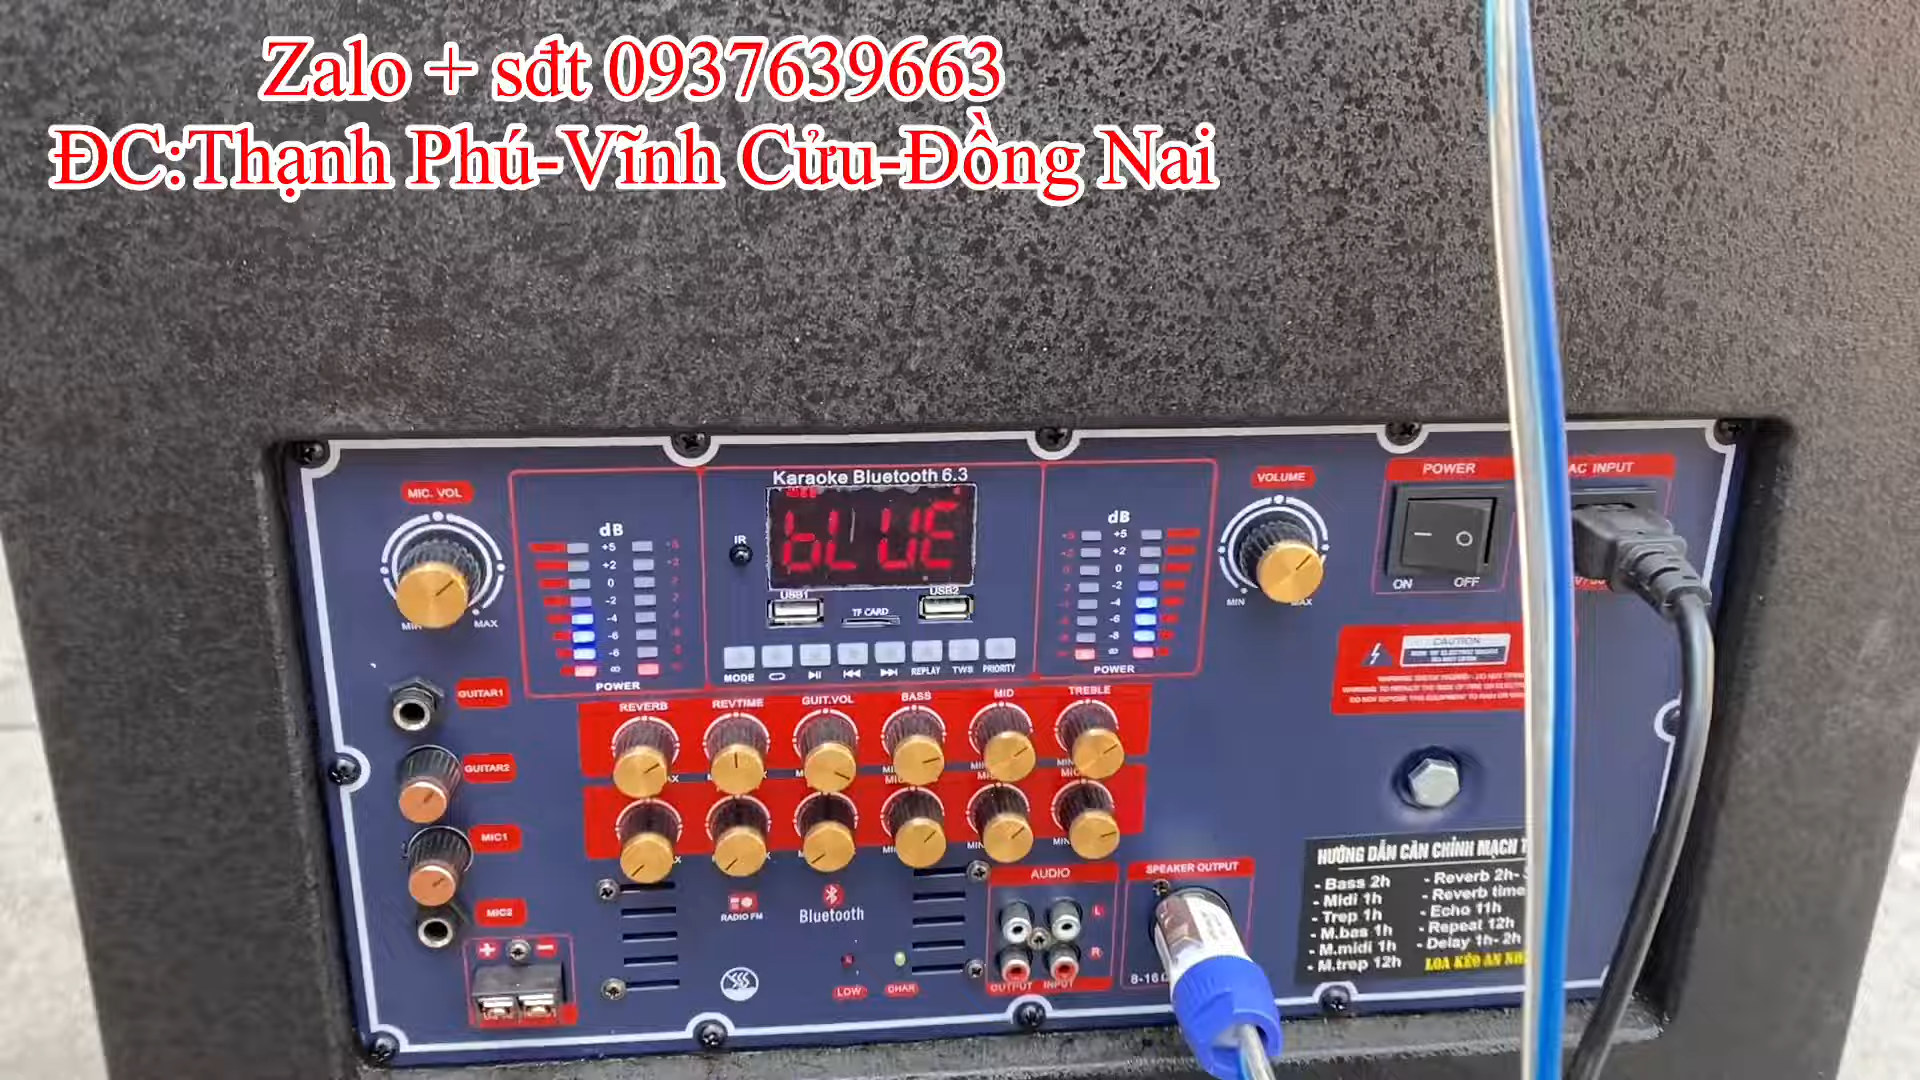 Zalo + sđt 0937639663
ĐC:Thạnh Phú-Vĩnh Cửu-Đồng Nai
Karaoke Bluetooth 6.3
bLUE
MIC. VOL
MAX
dB
+5
+2
0
-2
-4
-6
POWER
IR
USB1
TF CARD
USB2
MODE
REPLAY
TWS
PRIORITY
dB
+5
+2
0
-2
-4
-6
-8
POWER
VOLUME
MIN
MAX
POWER
ON
OFF
AC INPUT
CAUTION
GUITAR1
GUITAR2
MIC1
MIC2
REVERB
REVTIME
GUIT.VOL
BASS
MID
TREBLE
RADIO FM
Bluetooth
LOW
CHAR
AUDIO
L
R
OUTPUT
INPUT
SPEAKER OUTPUT
8-16
HƯỚNG DẪN CÂN CHỈNH MẠCH
- Bass 2h
- Midi 1h
- Trep 1h
- M.bas 1h
- M.midi 1h
- M.trep 12h
- Reverb 2h-
- Reverb time
- Echo 11h
- Repeat 12h
- Delay 1h- 2h
LOA KÉO AN